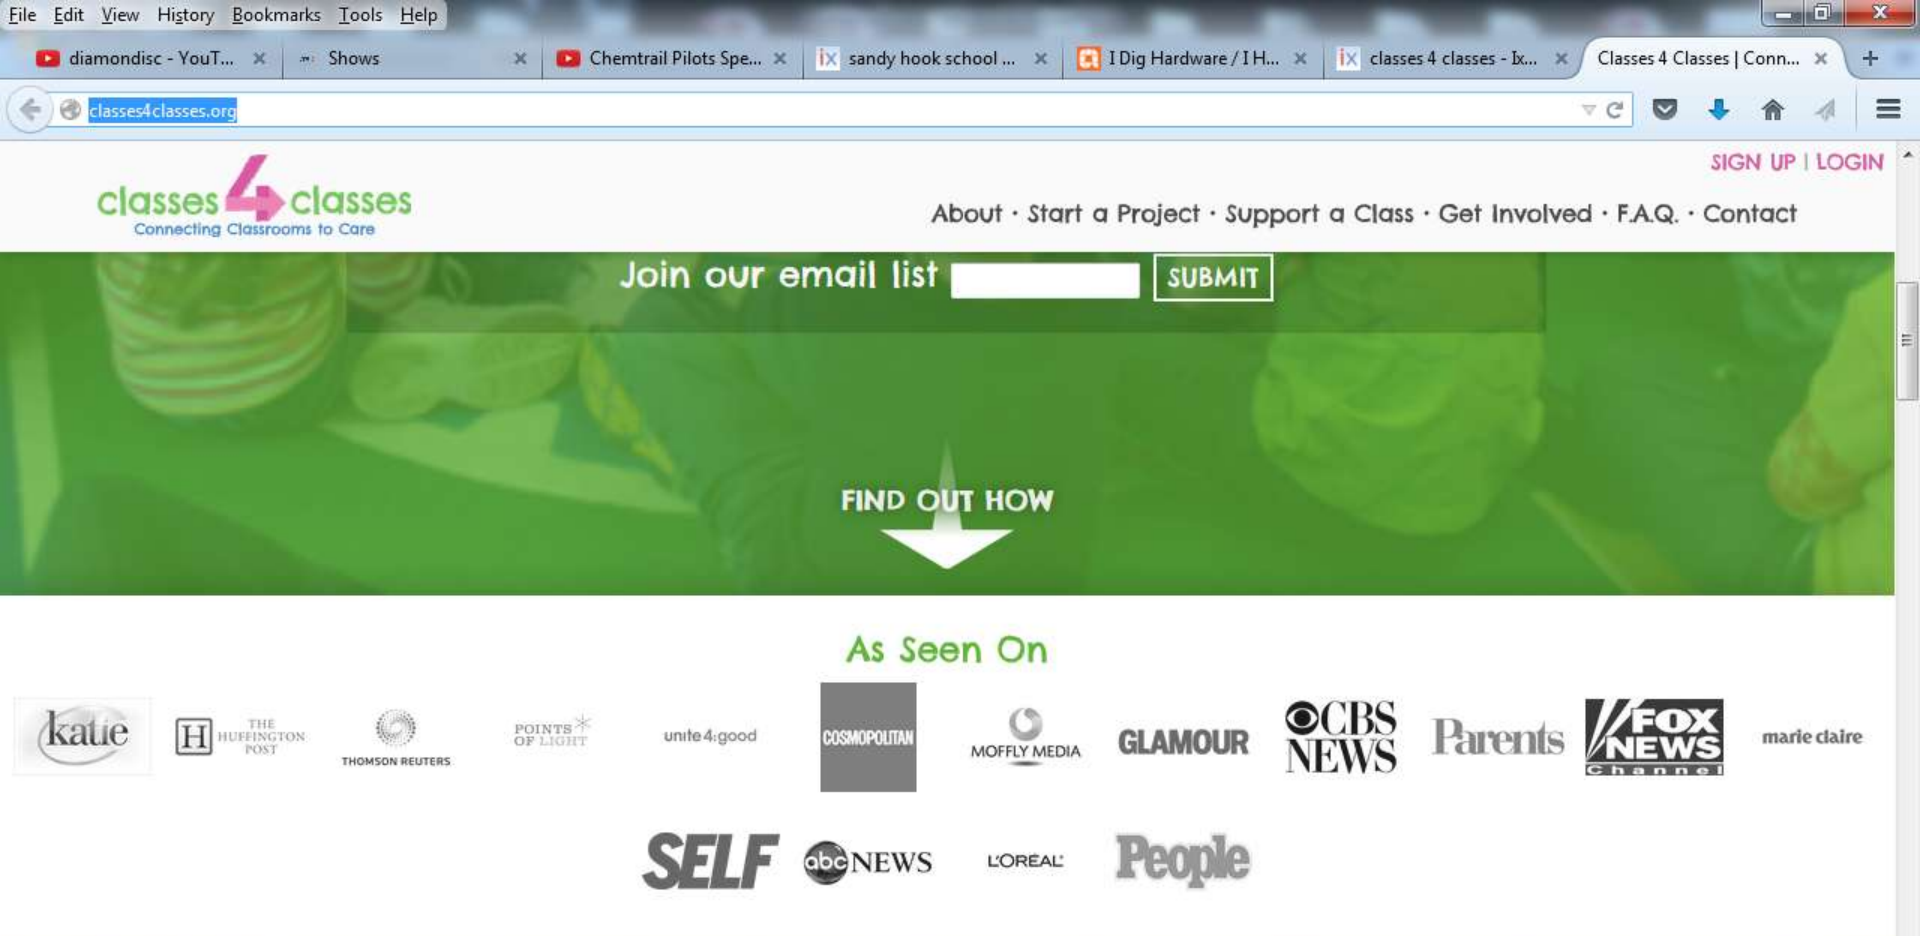 File Edit View History Bookmarks Tools Help
diamondisc - YouT... Shows Chemtrail Pilots Spe... ix sandy hook school ... I Dig Hardware / I H... ix classes 4 classes - Ix... Classes 4 Classes | Conn...
classes4classes.org
SIGN UP | LOGIN
classes 4 classes
Connecting Classrooms to Care
About · Start a Project · Support a Class · Get Involved · F.A.Q. · Contact
Join our email list SUBMIT
FIND OUT HOW
As Seen On
katie
H THE HUFFINGTON POST
THOMSON REUTERS
POINTS OF LIGHT
unite4:good
COSMOPOLITAN
MOFFLY MEDIA
GLAMOUR
CBS NEWS
Parents
FOX NEWS Channel
marie claire
SELF
abc NEWS
L'ORÉAL
People